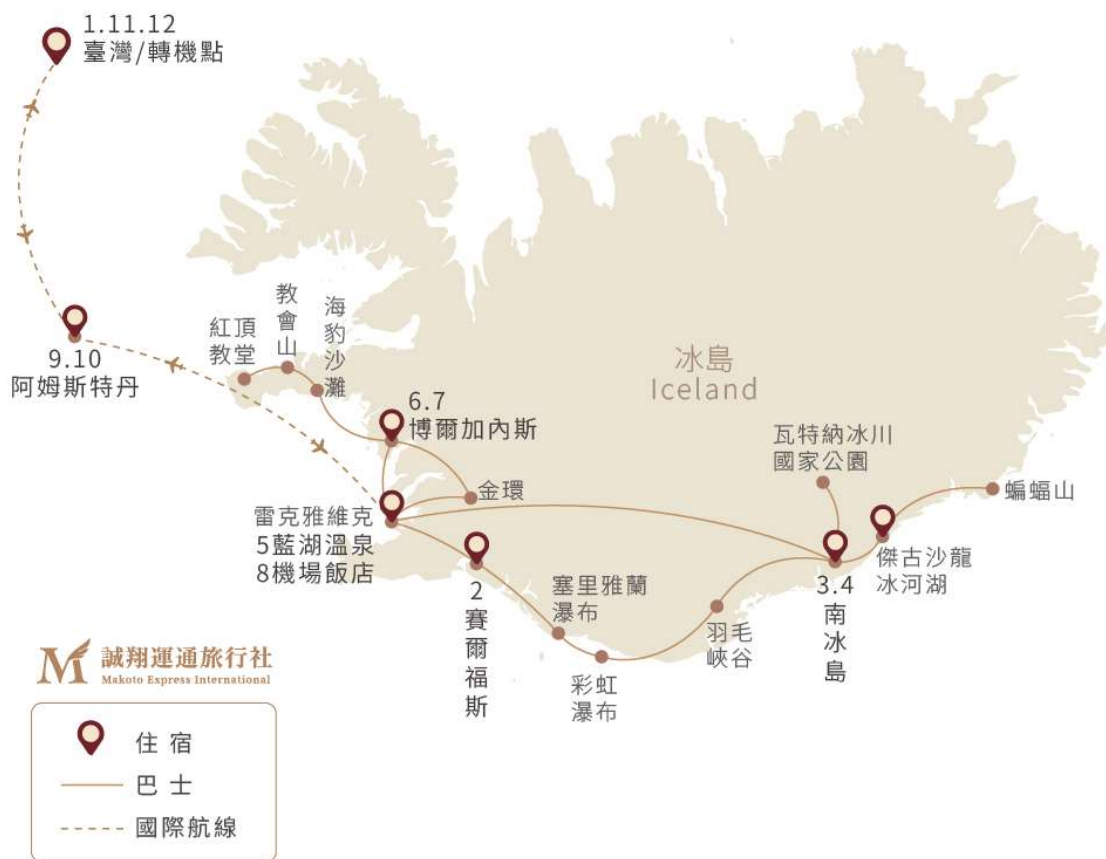 1.11.12
臺灣/轉機點
9.10
阿姆斯特丹
紅頂
教堂
教會山
海豹沙灘
冰島
Iceland
6.7
博爾加內斯
金環
瓦特納冰川
國家公園
蝙蝠山
雷克雅維克
5藍湖溫泉
8機場飯店
2
賽爾福斯
塞里雅蘭
瀑布
彩虹
瀑布
羽毛
峽谷
3.4
南冰島
傑古沙龍
冰河湖
M 誠翔運通旅行社
Makoto Express International
住宿
巴士
國際航線